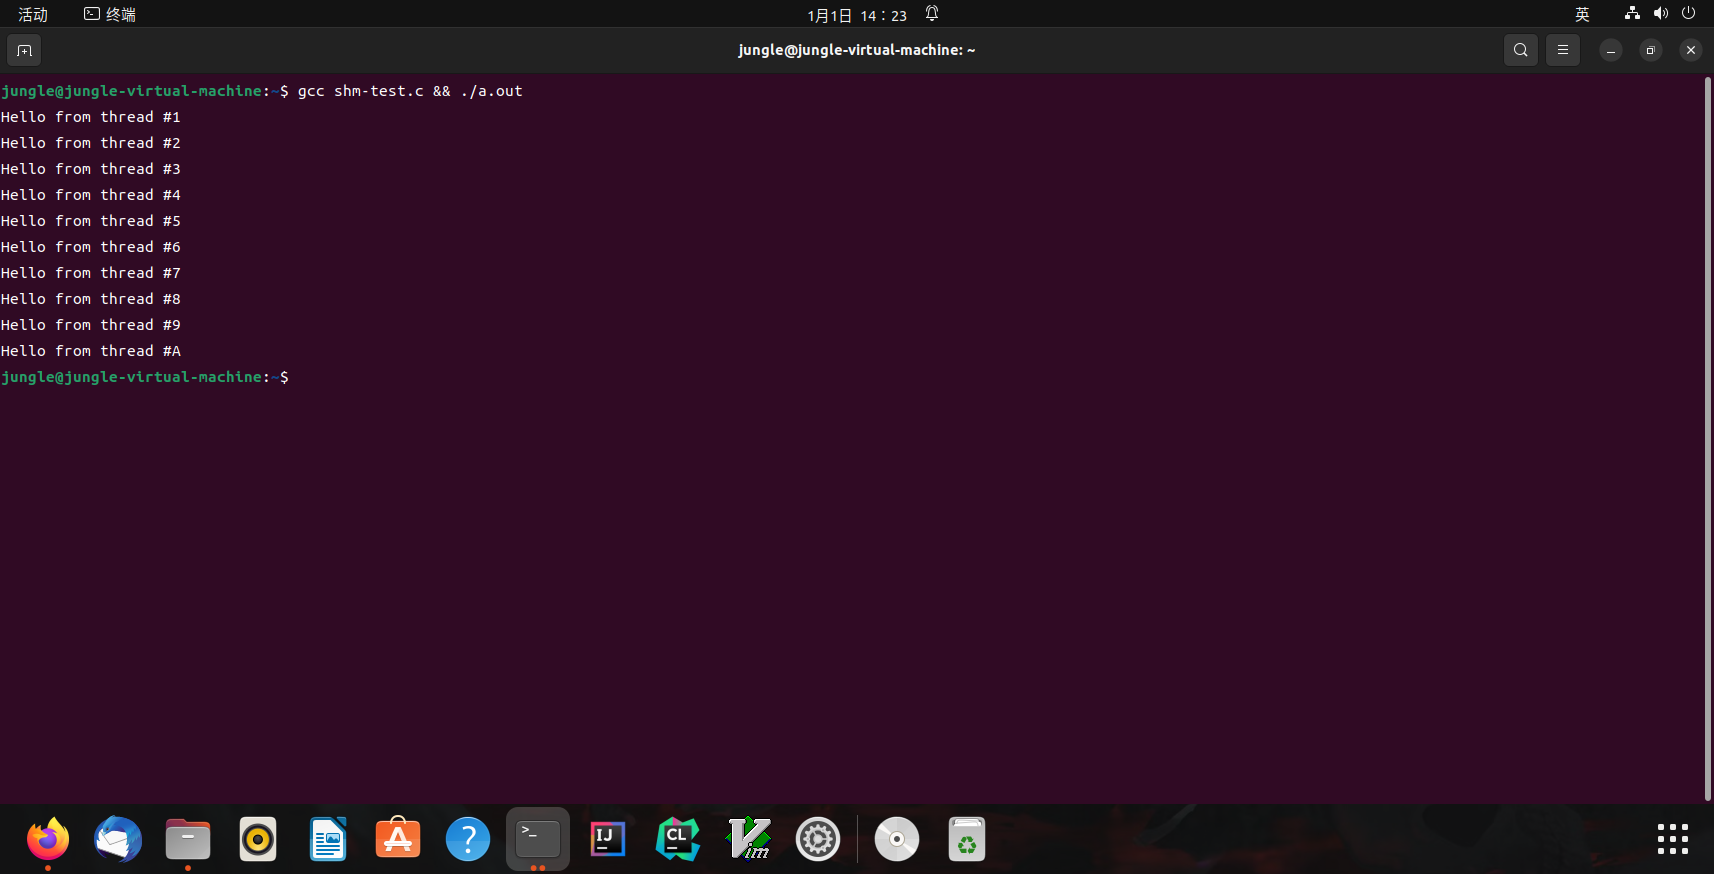 活动 终端 1月1日 14：23 英
jungle@jungle-virtual-machine: ~
jungle@jungle-virtual-machine:~$ gcc shm-test.c && ./a.out
Hello from thread #1
Hello from thread #2
Hello from thread #3
Hello from thread #4
Hello from thread #5
Hello from thread #6
Hello from thread #7
Hello from thread #8
Hello from thread #9
Hello from thread #A
jungle@jungle-virtual-machine:~$
? >_ IJ CL Vim